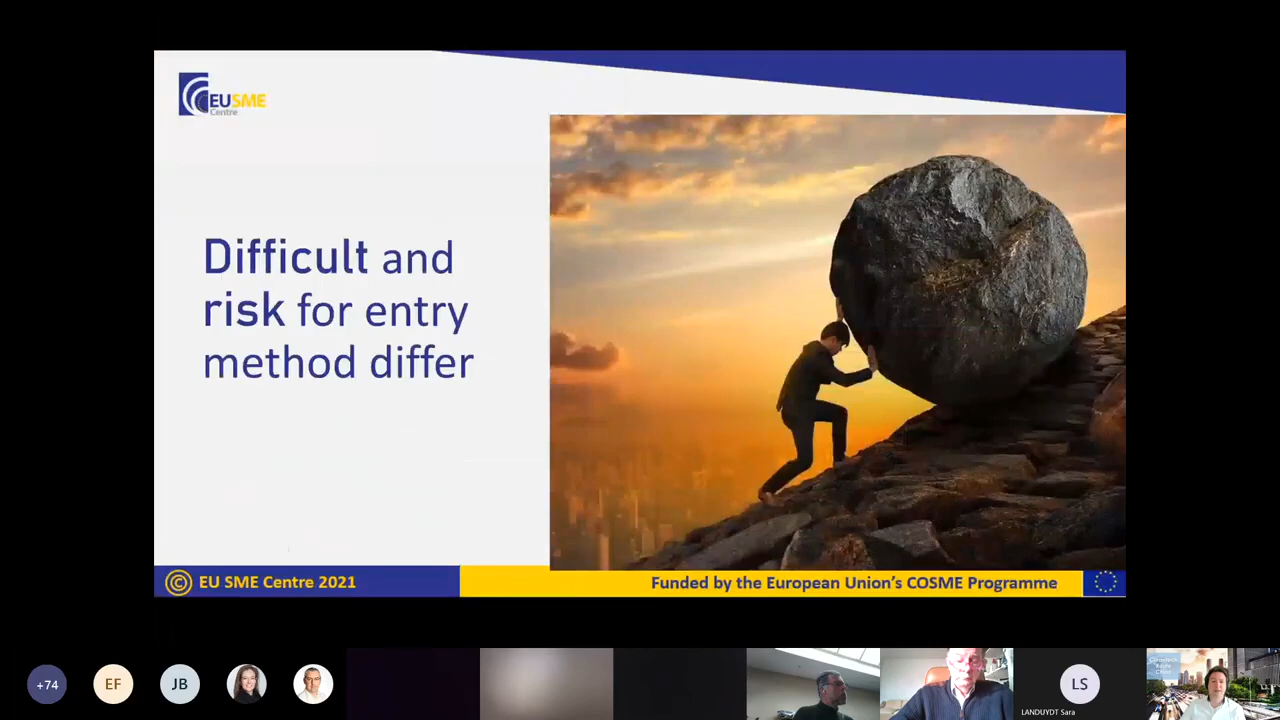 EUSME
Centre
Difficult and
risk for entry
method differ
© EU SME Centre 2021
Funded by the European Union's COSME Programme
+74
EF
JB
LS
LANDUYDT Sara